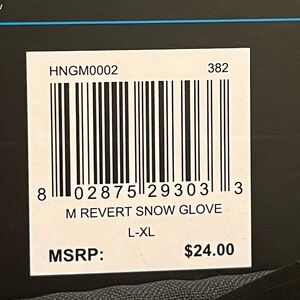 HNGM0002 382
8 02875 29303 3
M REVERT SNOW GLOVE
L-XL
MSRP: $24.00